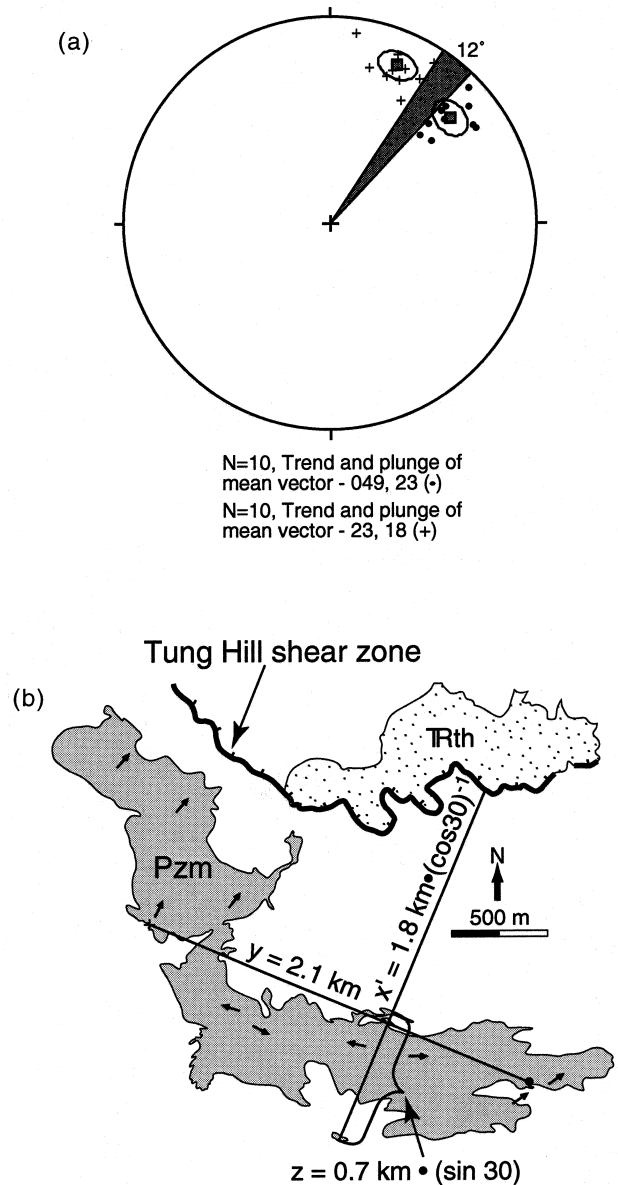 (a)
12°
N=10, Trend and plunge of
mean vector - 049, 23 (•)
N=10, Trend and plunge of
mean vector - 23, 18 (+)
Tung Hill shear zone
(b)
TRth
Pzm
N
500 m
y = 2.1 km
x' = 1.8 km•(cos30)⁻¹
z = 0.7 km • (sin 30)